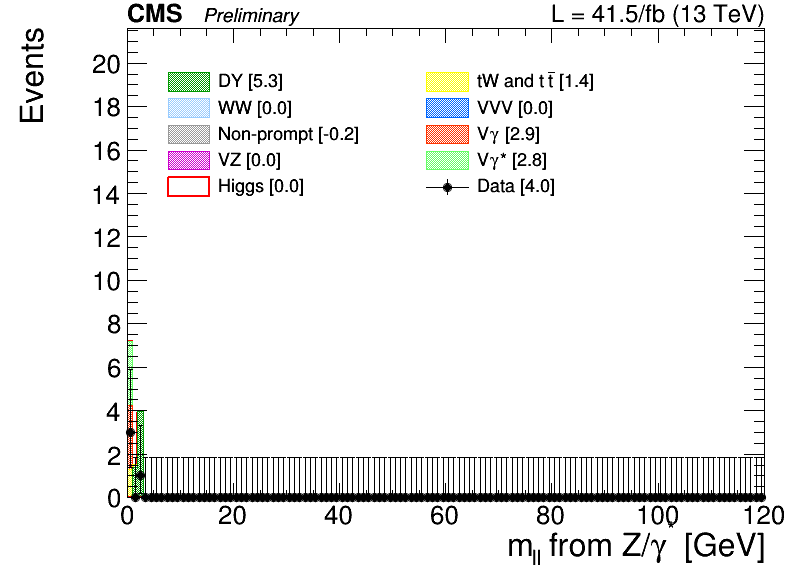 CMS Preliminary L = 41.5/fb (13 TeV)
Events
20
18
16
14
12
10
8
6
4
2
0
DY [5.3]
WW [0.0]
Non-prompt [-0.2]
VZ [0.0]
Higgs [0.0]
tW and tt̅ [1.4]
VVV [0.0]
Vγ [2.9]
Vγ* [2.8]
Data [4.0]
0 20 40 60 80 100 120
m_ll from Z/γ* [GeV]